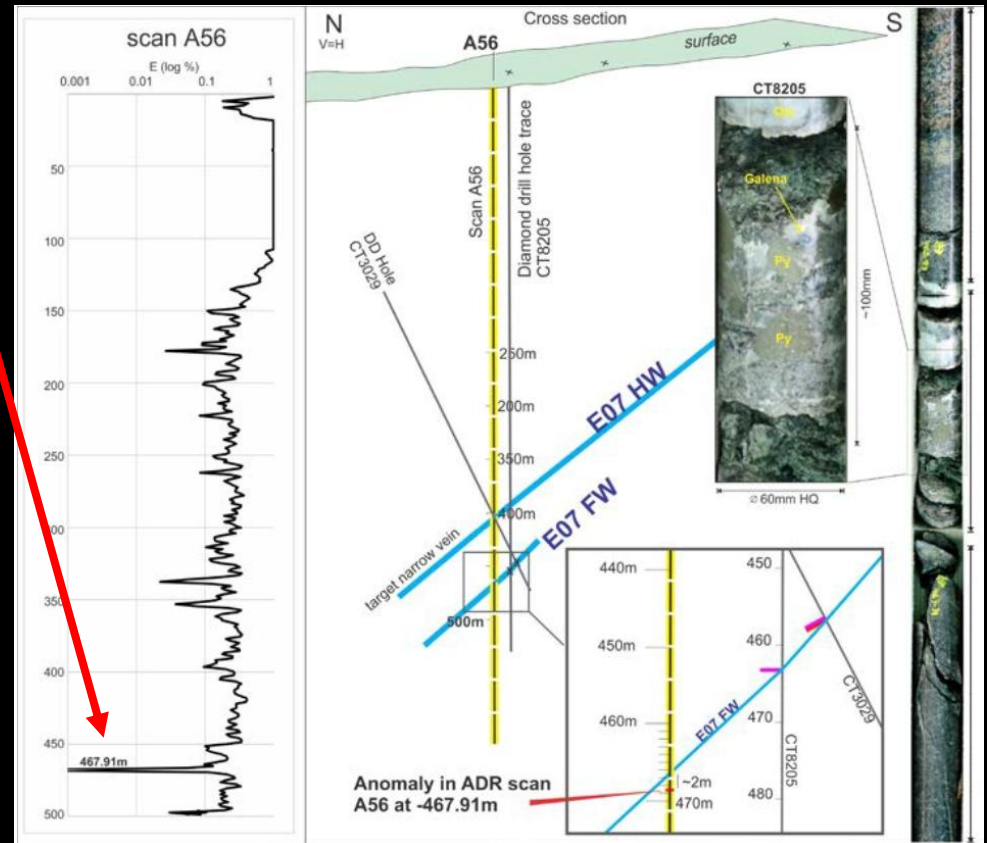 scan A56
E (log %)
0.001 0.01 0.1 1
50
100
150
200
250
00
350
400
450
467.91m
500
N
V=H
Cross section
S
A56
surface
Scan A56
Diamond drill hole trace
CT8205
DD Hole
CT3029
250m
200m
350m
400m
500m
E07 HW
E07 FW
target narrow vein
CT8205
Galena
Py
Py
~100mm
⌀ 60mm HQ
440m
450m
460m
470m
~2m
450
460
470
480
E07 FW
CT3029
CT8205
Anomaly in ADR scan
A56 at -467.91m